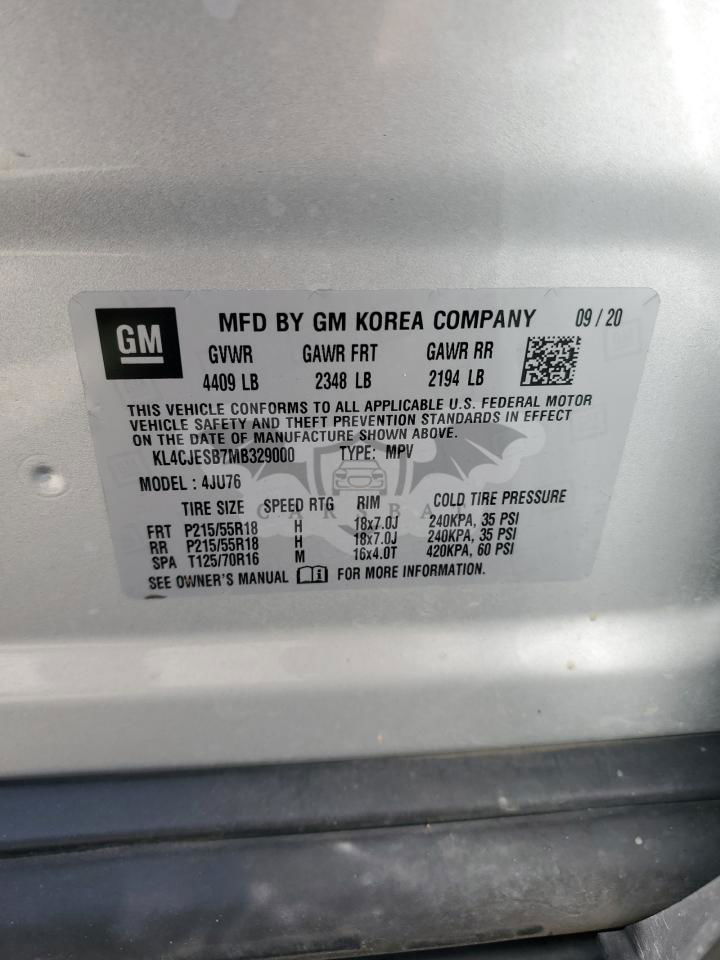 GM
MFD BY GM KOREA COMPANY 09 / 20
GVWR GAWR FRT GAWR RR
4409 LB 2348 LB 2194 LB
THIS VEHICLE CONFORMS TO ALL APPLICABLE U.S. FEDERAL MOTOR
VEHICLE SAFETY AND THEFT PREVENTION STANDARDS IN EFFECT
ON THE DATE OF MANUFACTURE SHOWN ABOVE.
KL4CJESB7MB329000 TYPE: MPV
MODEL : 4JU76
TIRE SIZE SPEED RTG RIM COLD TIRE PRESSURE
FRT P215/55R18 H 18x7.0J 240KPA, 35 PSI
RR P215/55R18 H 18x7.0J 240KPA, 35 PSI
SPA T125/70R16 M 16x4.0T 420KPA, 60 PSI
SEE OWNER'S MANUAL FOR MORE INFORMATION.
CARSBAT